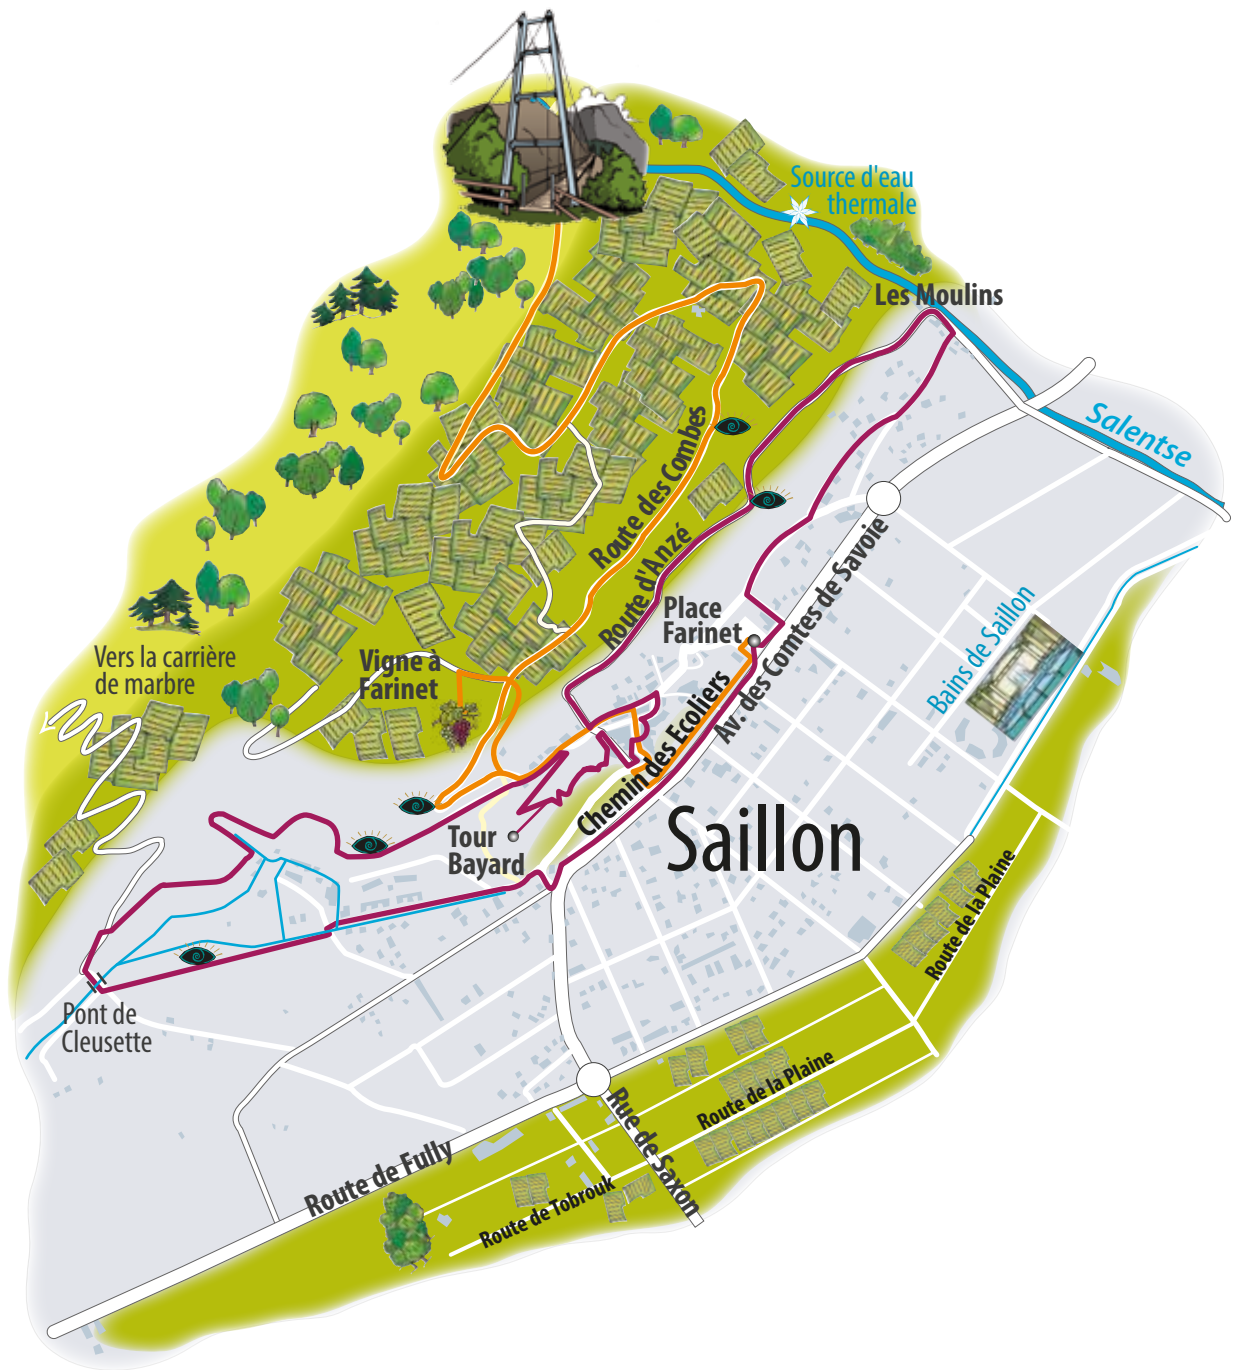 Source d'eau
thermale
Les Moulins
Salentse
Route des Combes
Route d'Anzé
Place
Farinet
Av. des Comtes de Savoie
Bains de Saillon
Vers la carrière
de marbre
Vigne à
Farinet
Chemin des Ecoliers
Saillon
Tour
Bayard
Route de la Plaine
Pont de
Cleusette
Route de la Plaine
Rue de Saxon
Route de Fully
Route de Tobrouk